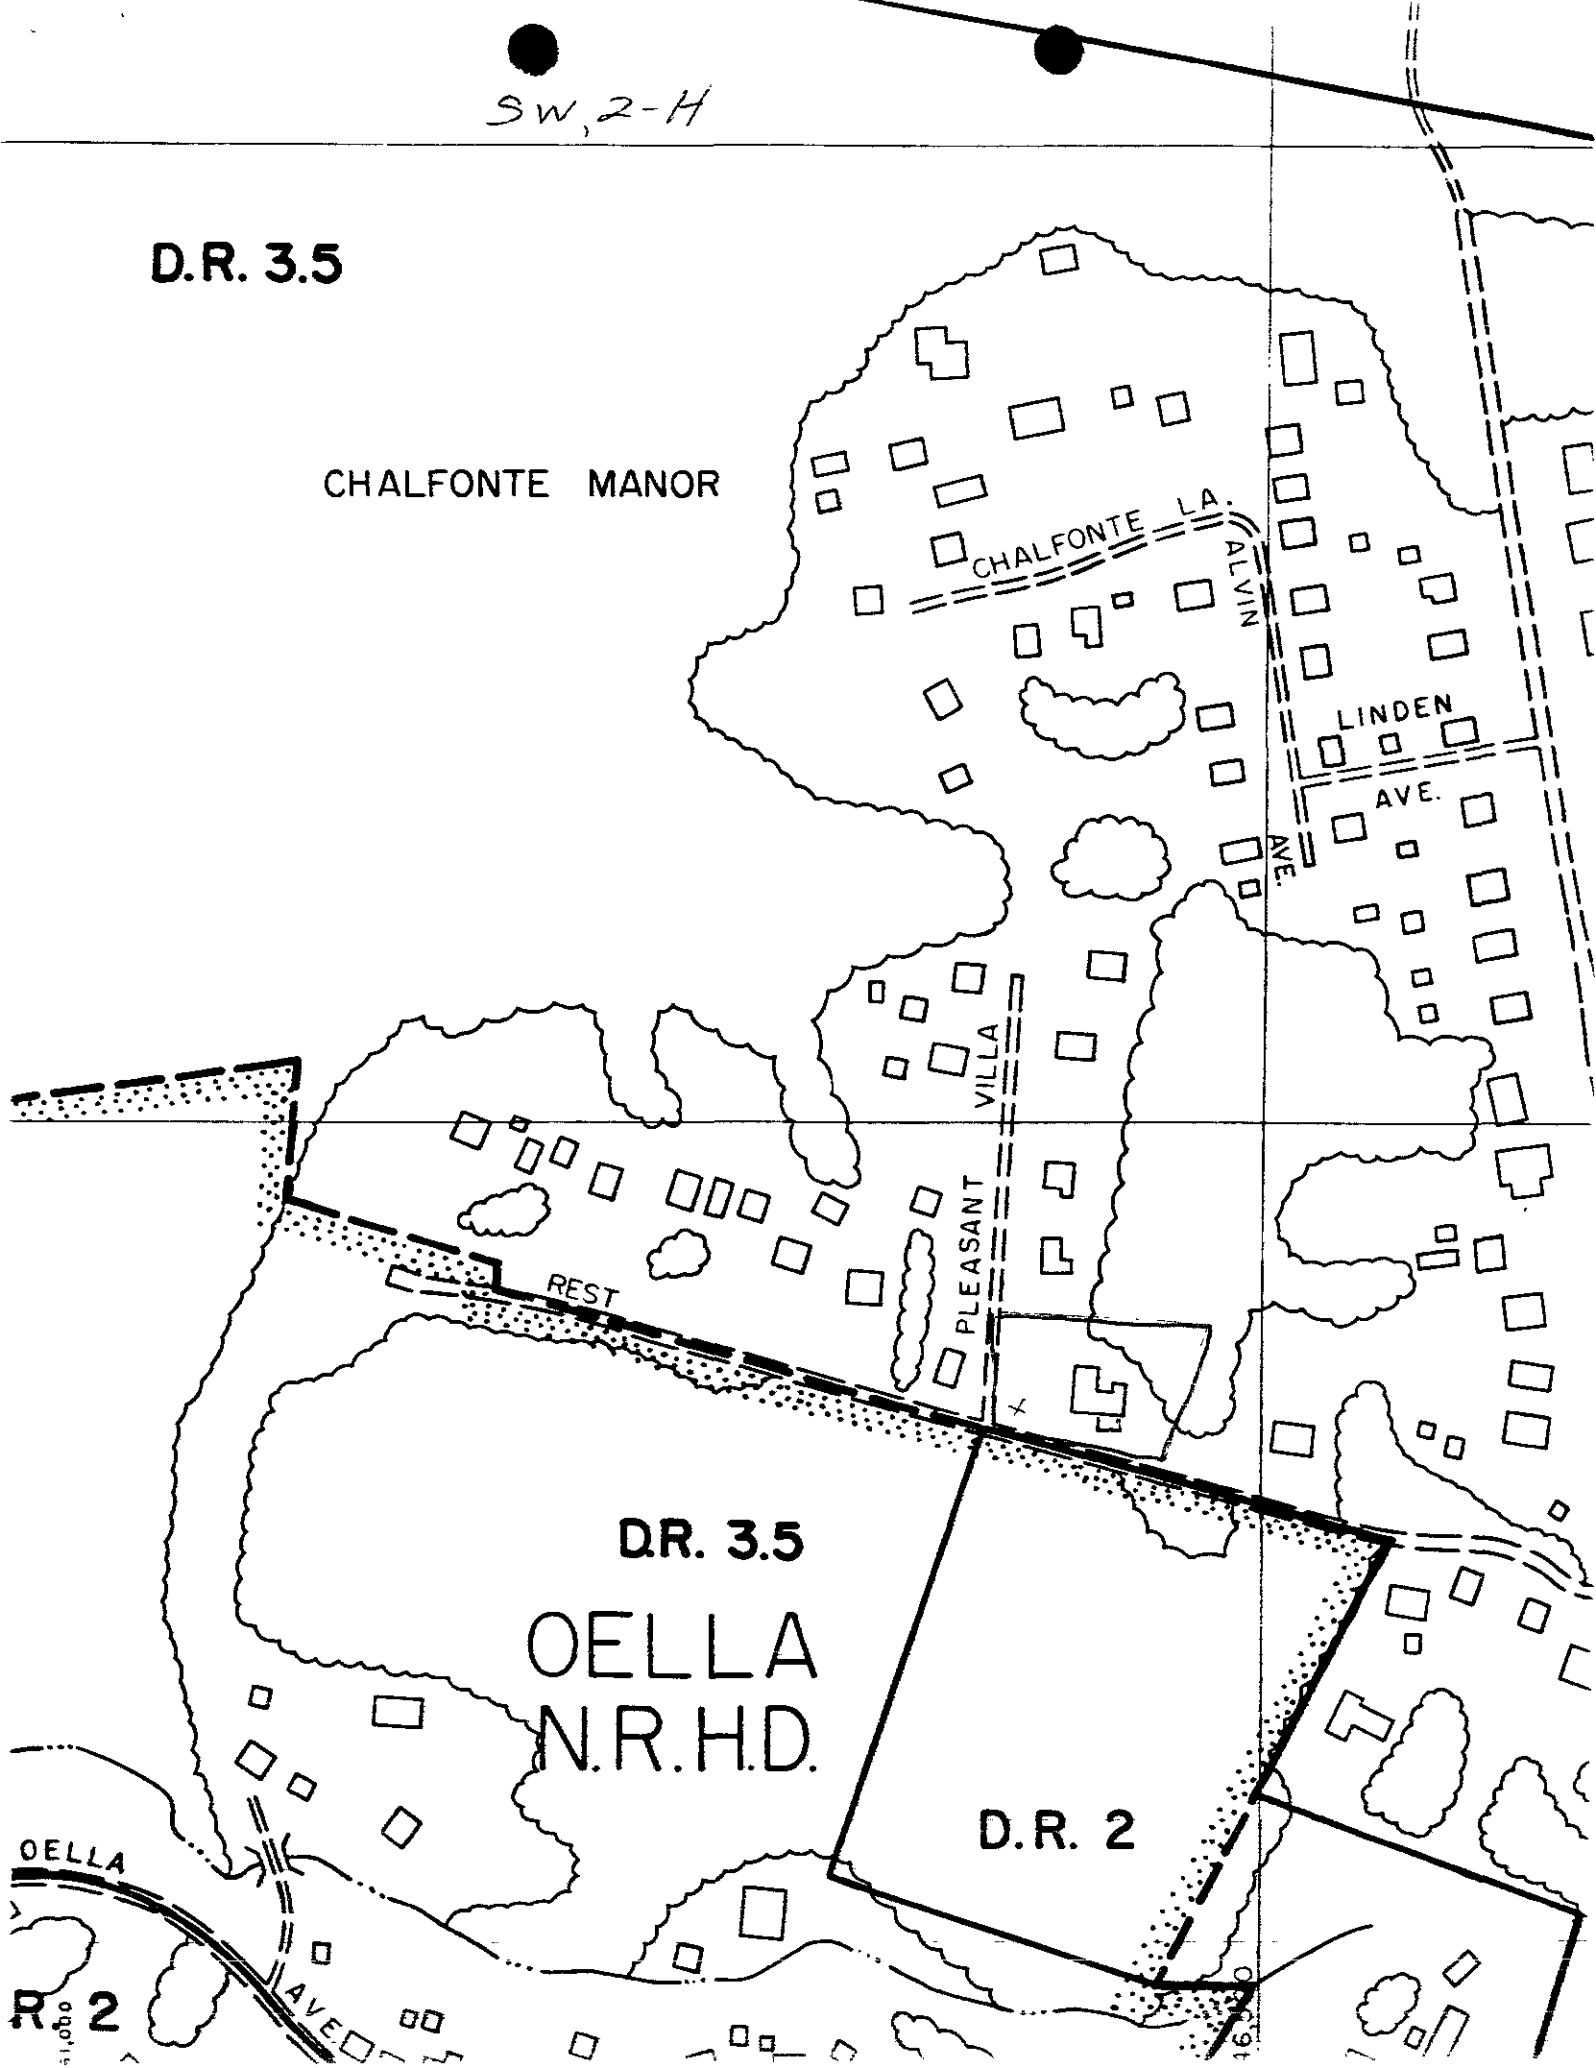 SW, 2-H
D.R. 3.5
CHALFONTE MANOR
CHALFONTE LA.
ALVIN AVE.
LINDEN AVE.
PLEASANT VILLA
REST
D.R. 3.5
OELLA
N.R.H.D.
D.R. 2
OELLA AVE.
R. 2